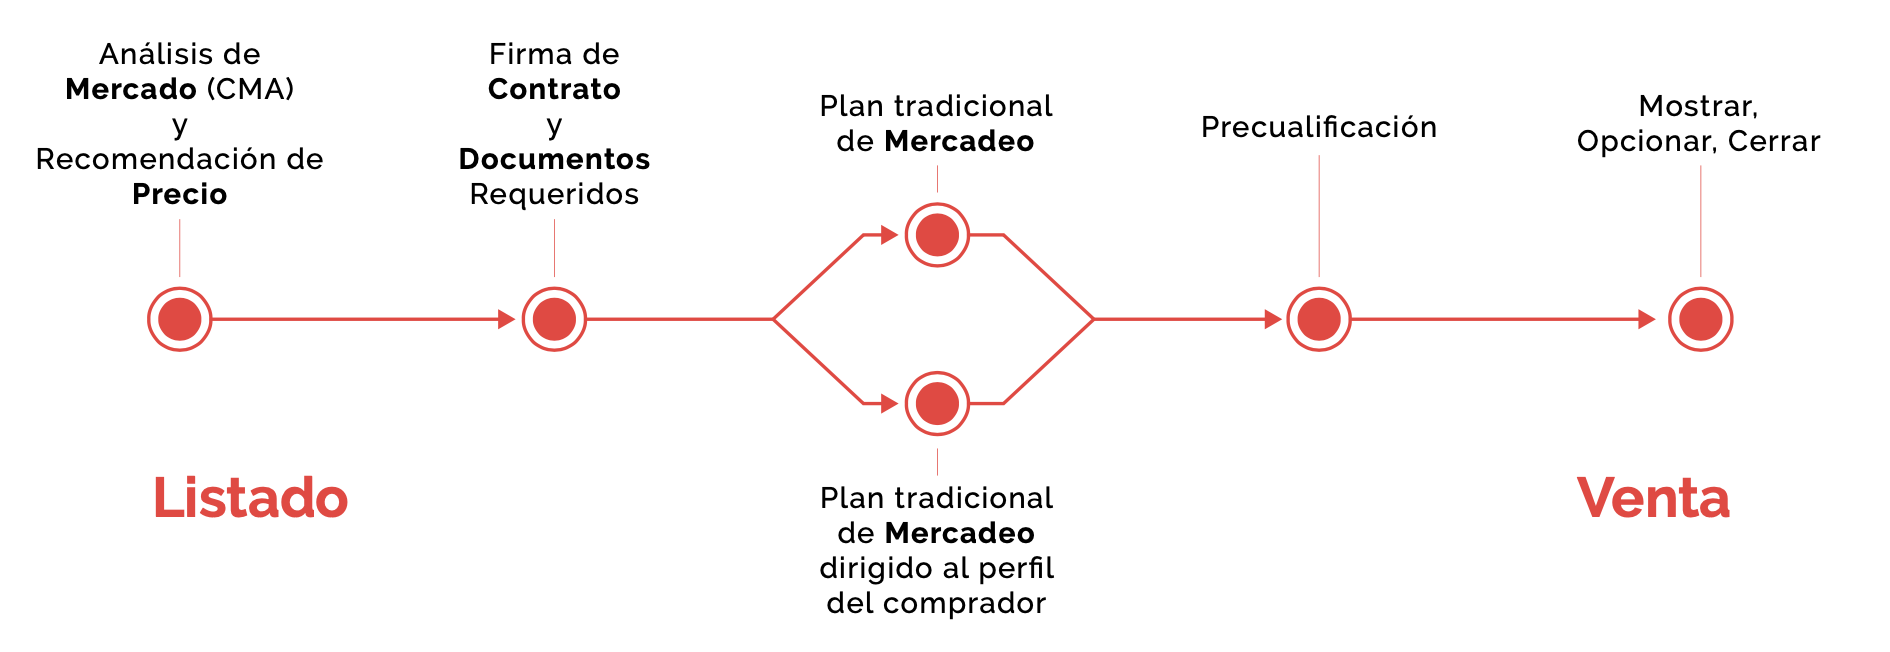 Análisis de
Mercado (CMA)
y
Recomendación de
Precio
Firma de
Contrato
y
Documentos
Requeridos
Plan tradicional
de Mercadeo
Precualificación
Mostrar,
Opcionar, Cerrar
Listado
Plan tradicional
de Mercadeo
dirigido al perfil
del comprador
Venta